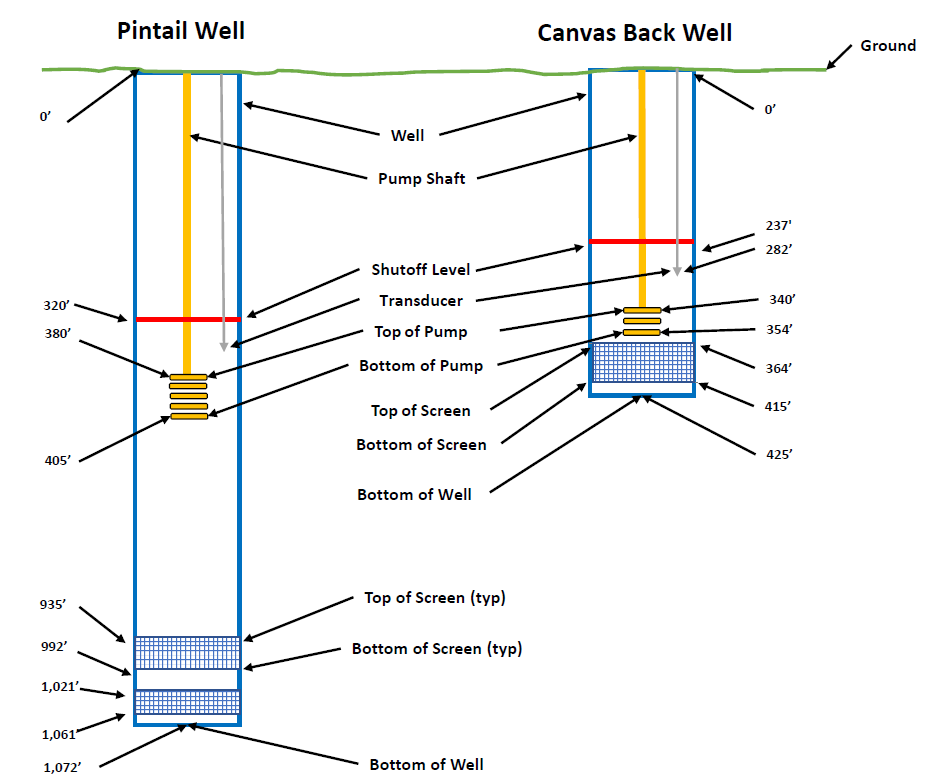 Pintail Well
Canvas Back Well
Ground
0’
0’
Well
Pump Shaft
237'
282’
Shutoff Level
320’
Transducer
340’
380’
Top of Pump
354’
Bottom of Pump
364’
Top of Screen
415’
Bottom of Screen
405’
425’
Bottom of Well
935’
Top of Screen (typ)
992’
Bottom of Screen (typ)
1,021’
1,061’
1,072’
Bottom of Well